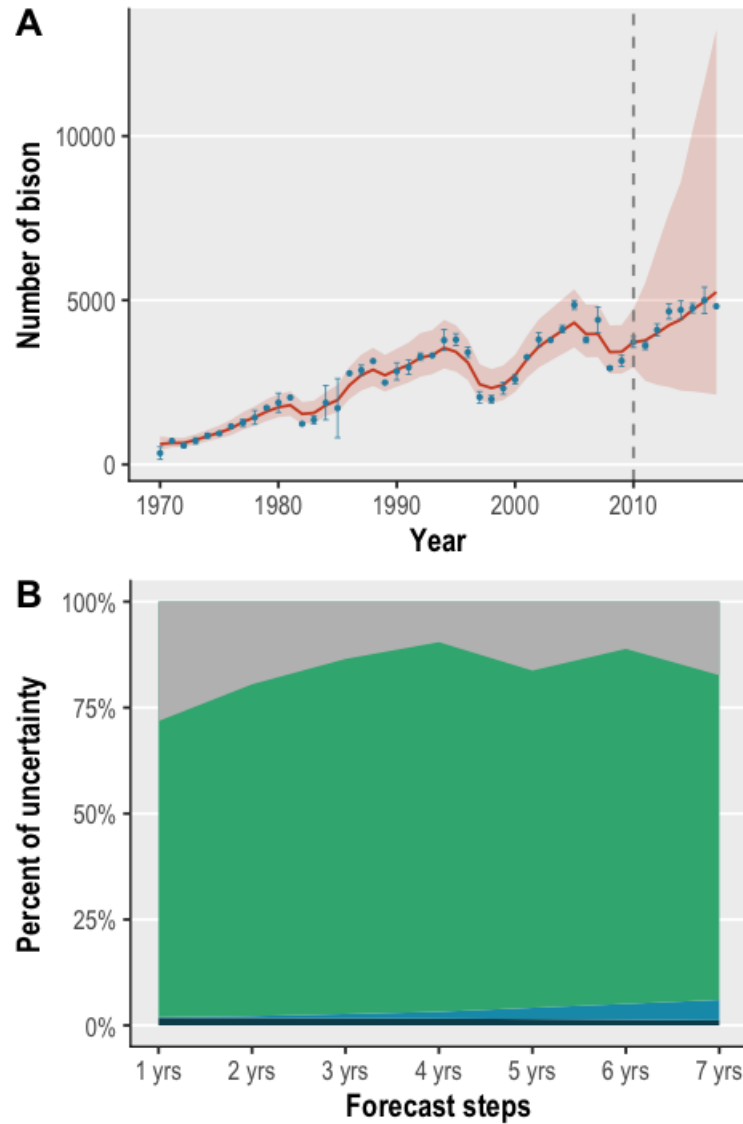 A
Number of bison
10000
5000
0
1970 1980 1990 2000 2010
Year
B
Percent of uncertainty
100%
75%
50%
25%
0%
1 yrs 2 yrs 3 yrs 4 yrs 5 yrs 6 yrs 7 yrs
Forecast steps